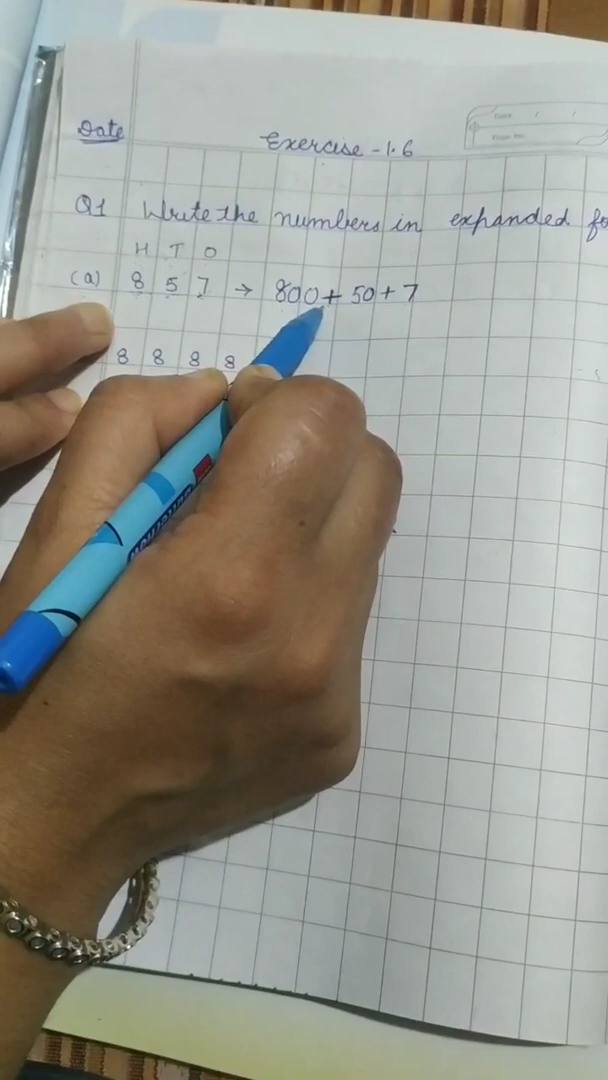 Date
Exercise - 1.6
Q1 Write the numbers in expanded
H T O
(a) 8 5 7 → 800 + 50 + 7
8 8 8 8